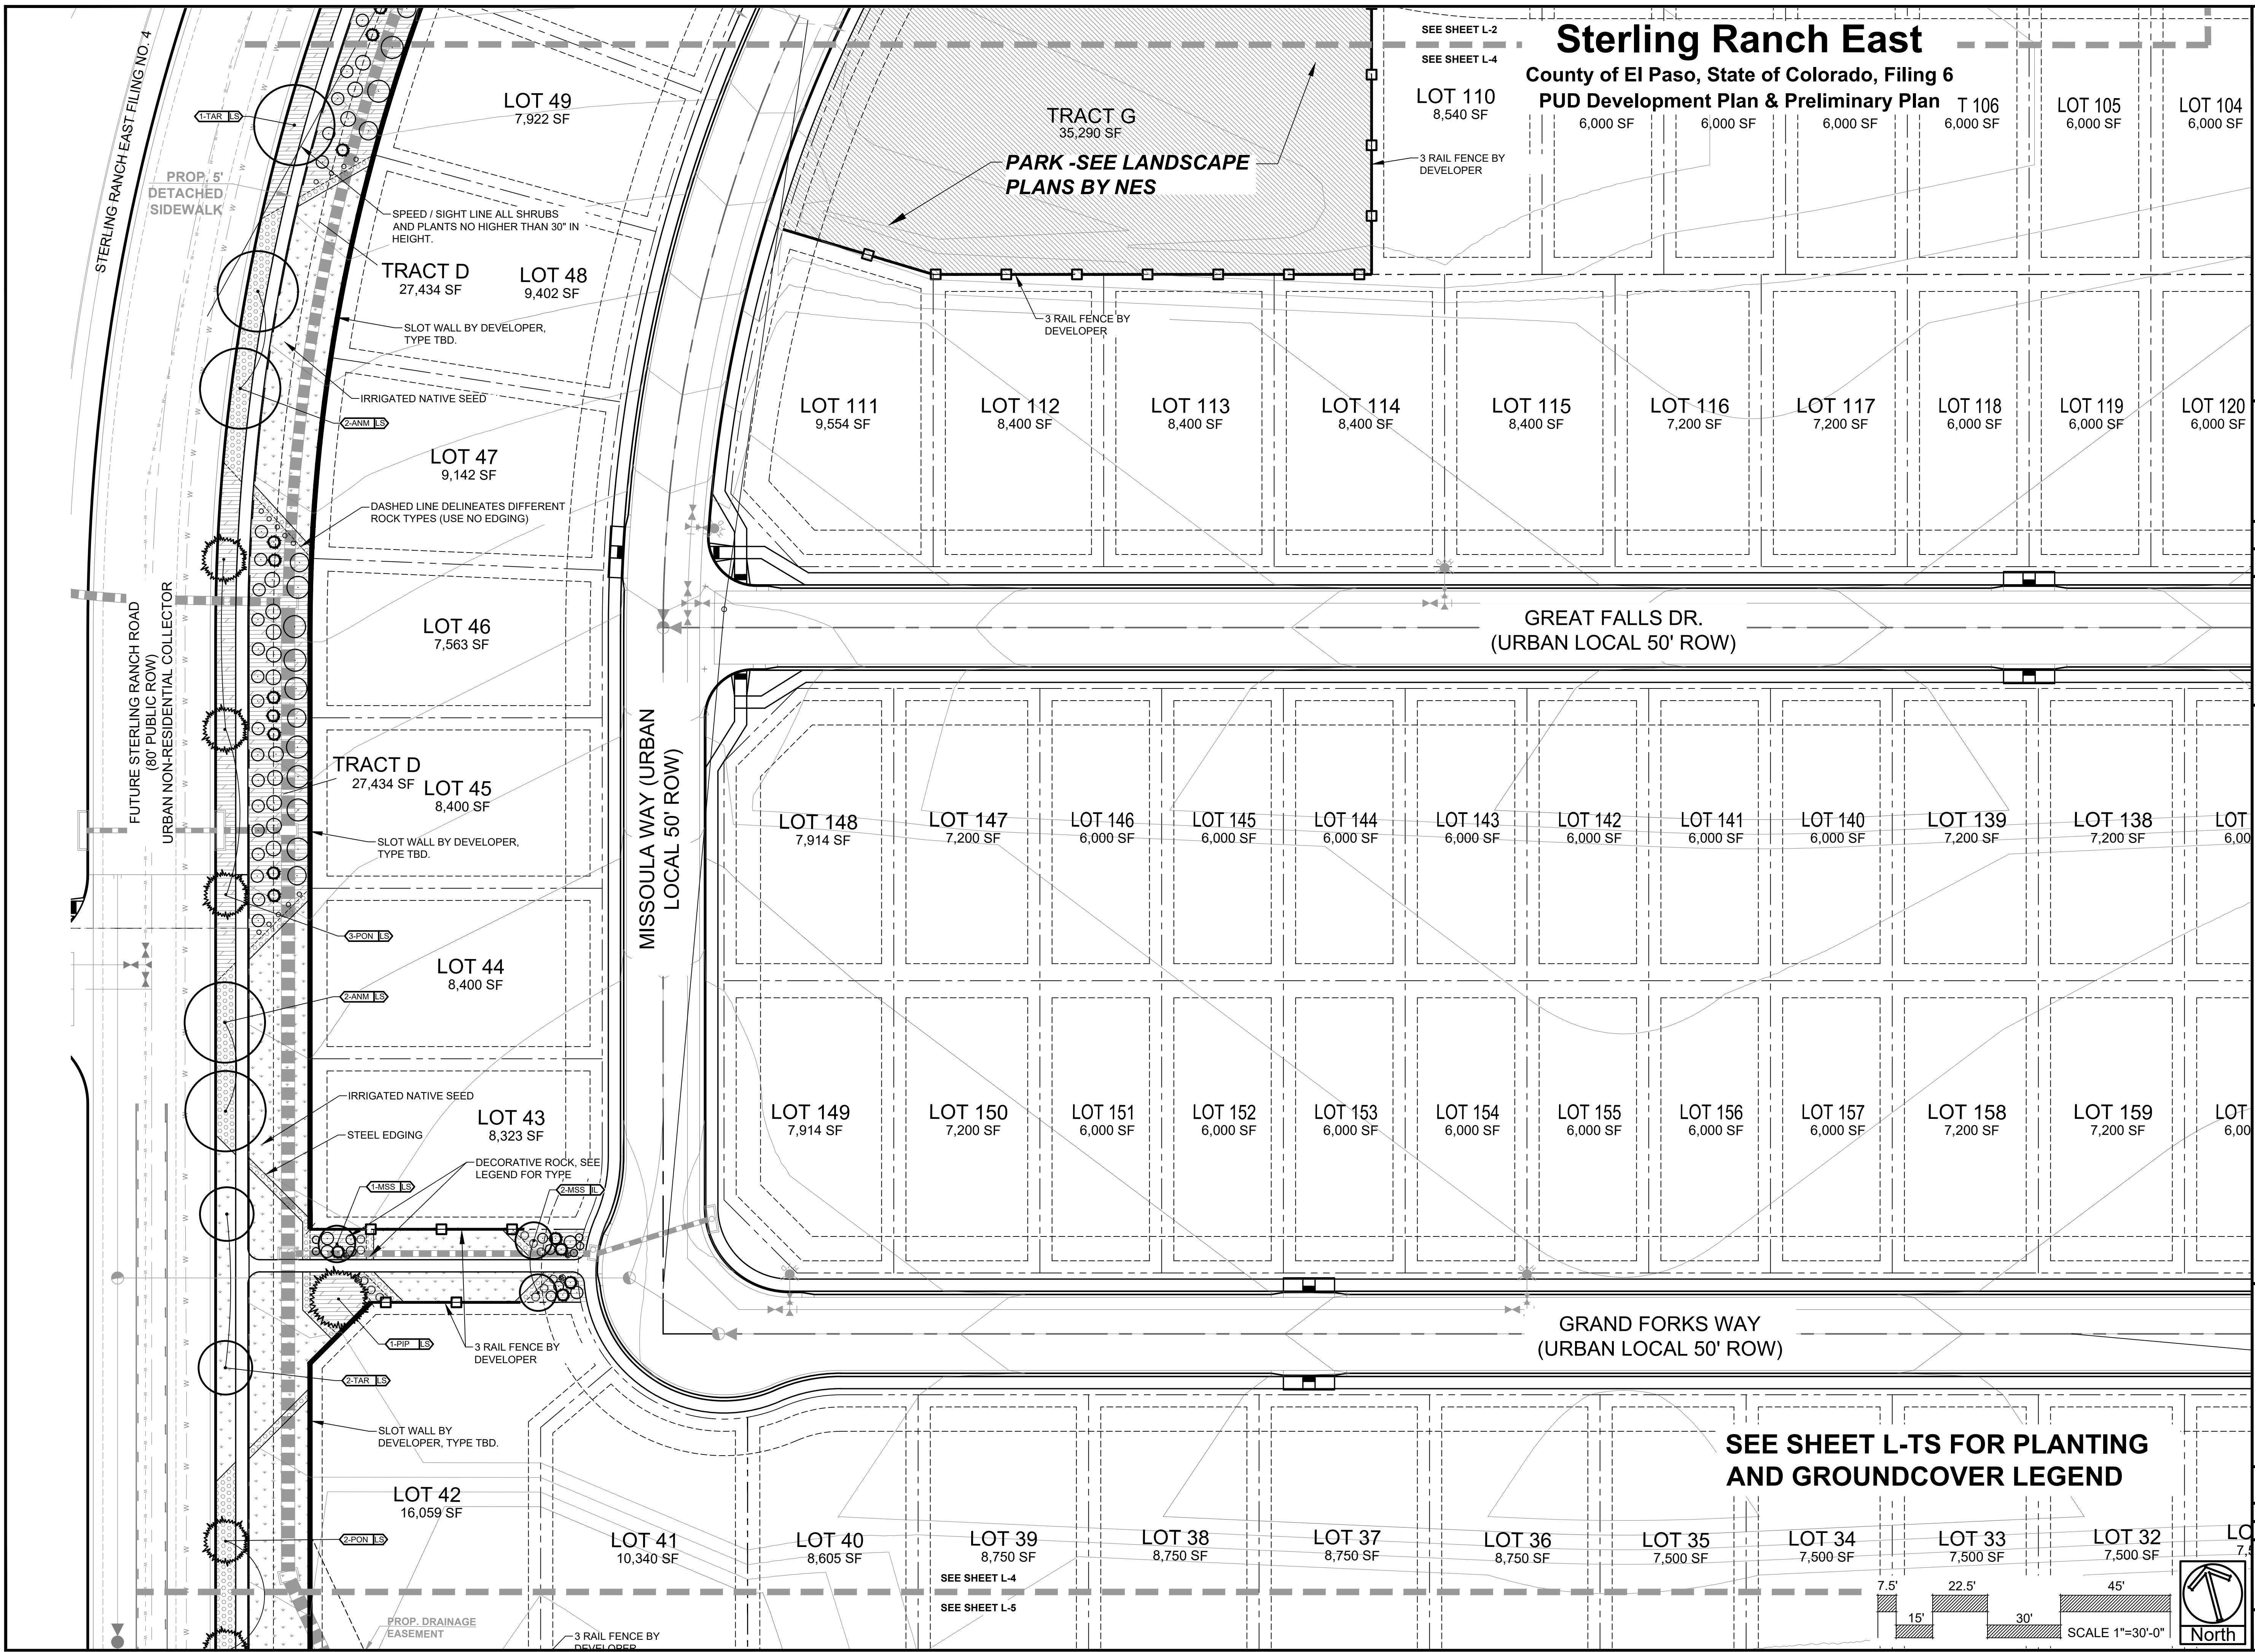 Sterling Ranch East
County of El Paso, State of Colorado, Filing 6
PUD Development Plan & Preliminary Plan
SEE SHEET L-2
SEE SHEET L-4
STERLING RANCH EAST FILING NO. 4
1-TAR LS
PROP. 5'
DETACHED
SIDEWALK
LOT 49
7,922 SF
SPEED / SIGHT LINE ALL SHRUBS
AND PLANTS NO HIGHER THAN 30" IN
HEIGHT.
TRACT D
27,434 SF
LOT 48
9,402 SF
SLOT WALL BY DEVELOPER,
TYPE TBD.
IRRIGATED NATIVE SEED
2-ANM LS
LOT 47
9,142 SF
DASHED LINE DELINEATES DIFFERENT
ROCK TYPES (USE NO EDGING)
TRACT G
35,290 SF
PARK -SEE LANDSCAPE
PLANS BY NES
3 RAIL FENCE BY
DEVELOPER
3 RAIL FENCE BY
DEVELOPER
LOT 110
8,540 SF
6,000 SF
6,000 SF
6,000 SF
T 106
6,000 SF
LOT 105
6,000 SF
LOT 104
6,000 SF
LOT 111
9,554 SF
LOT 112
8,400 SF
LOT 113
8,400 SF
LOT 114
8,400 SF
LOT 115
8,400 SF
LOT 116
7,200 SF
LOT 117
7,200 SF
LOT 118
6,000 SF
LOT 119
6,000 SF
LOT 120
6,000 SF
FUTURE STERLING RANCH ROAD
(80' PUBLIC ROW)
URBAN NON-RESIDENTIAL COLLECTOR
LOT 46
7,563 SF
GREAT FALLS DR.
(URBAN LOCAL 50' ROW)
MISSOULA WAY (URBAN
LOCAL 50' ROW)
TRACT D
27,434 SF
LOT 45
8,400 SF
SLOT WALL BY DEVELOPER,
TYPE TBD.
3-PON LS
LOT 44
8,400 SF
2-ANM LS
LOT 148
7,914 SF
LOT 147
7,200 SF
LOT 146
6,000 SF
LOT 145
6,000 SF
LOT 144
6,000 SF
LOT 143
6,000 SF
LOT 142
6,000 SF
LOT 141
6,000 SF
LOT 140
6,000 SF
LOT 139
7,200 SF
LOT 138
7,200 SF
LOT
6,00
IRRIGATED NATIVE SEED
STEEL EDGING
LOT 43
8,323 SF
DECORATIVE ROCK, SEE
LEGEND FOR TYPE
1-MSS LS
2-MSS IL
LOT 149
7,914 SF
LOT 150
7,200 SF
LOT 151
6,000 SF
LOT 152
6,000 SF
LOT 153
6,000 SF
LOT 154
6,000 SF
LOT 155
6,000 SF
LOT 156
6,000 SF
LOT 157
6,000 SF
LOT 158
7,200 SF
LOT 159
7,200 SF
LOT
6,00
1-PIP LS
3 RAIL FENCE BY
DEVELOPER
2-TAR LS
GRAND FORKS WAY
(URBAN LOCAL 50' ROW)
SLOT WALL BY
DEVELOPER, TYPE TBD.
SEE SHEET L-TS FOR PLANTING
AND GROUNDCOVER LEGEND
LOT 42
16,059 SF
2-PON LS
LOT 41
10,340 SF
LOT 40
8,605 SF
LOT 39
8,750 SF
LOT 38
8,750 SF
LOT 37
8,750 SF
LOT 36
8,750 SF
LOT 35
7,500 SF
LOT 34
7,500 SF
LOT 33
7,500 SF
LOT 32
7,500 SF
LO
7,5
SEE SHEET L-4
SEE SHEET L-5
PROP. DRAINAGE
EASEMENT
3 RAIL FENCE BY
DEVELOPER
7.5' 22.5' 45'
15' 30'
SCALE 1"=30'-0"
North